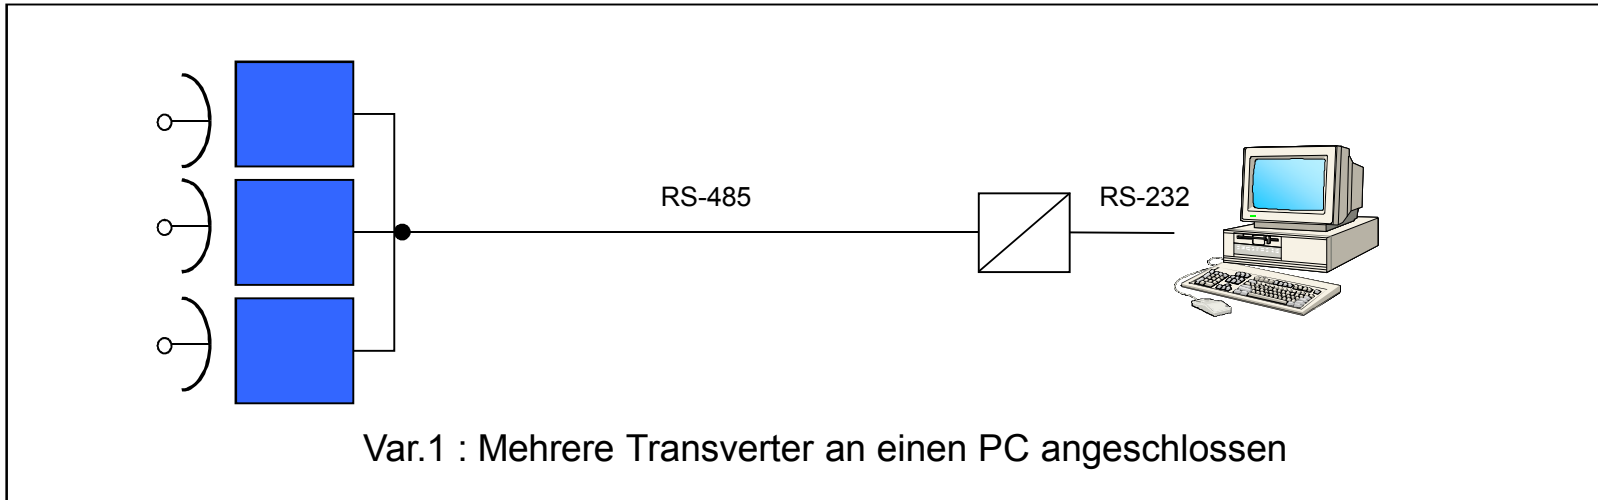 RS-485
RS-232
Var.1 : Mehrere Transverter an einen PC angeschlossen